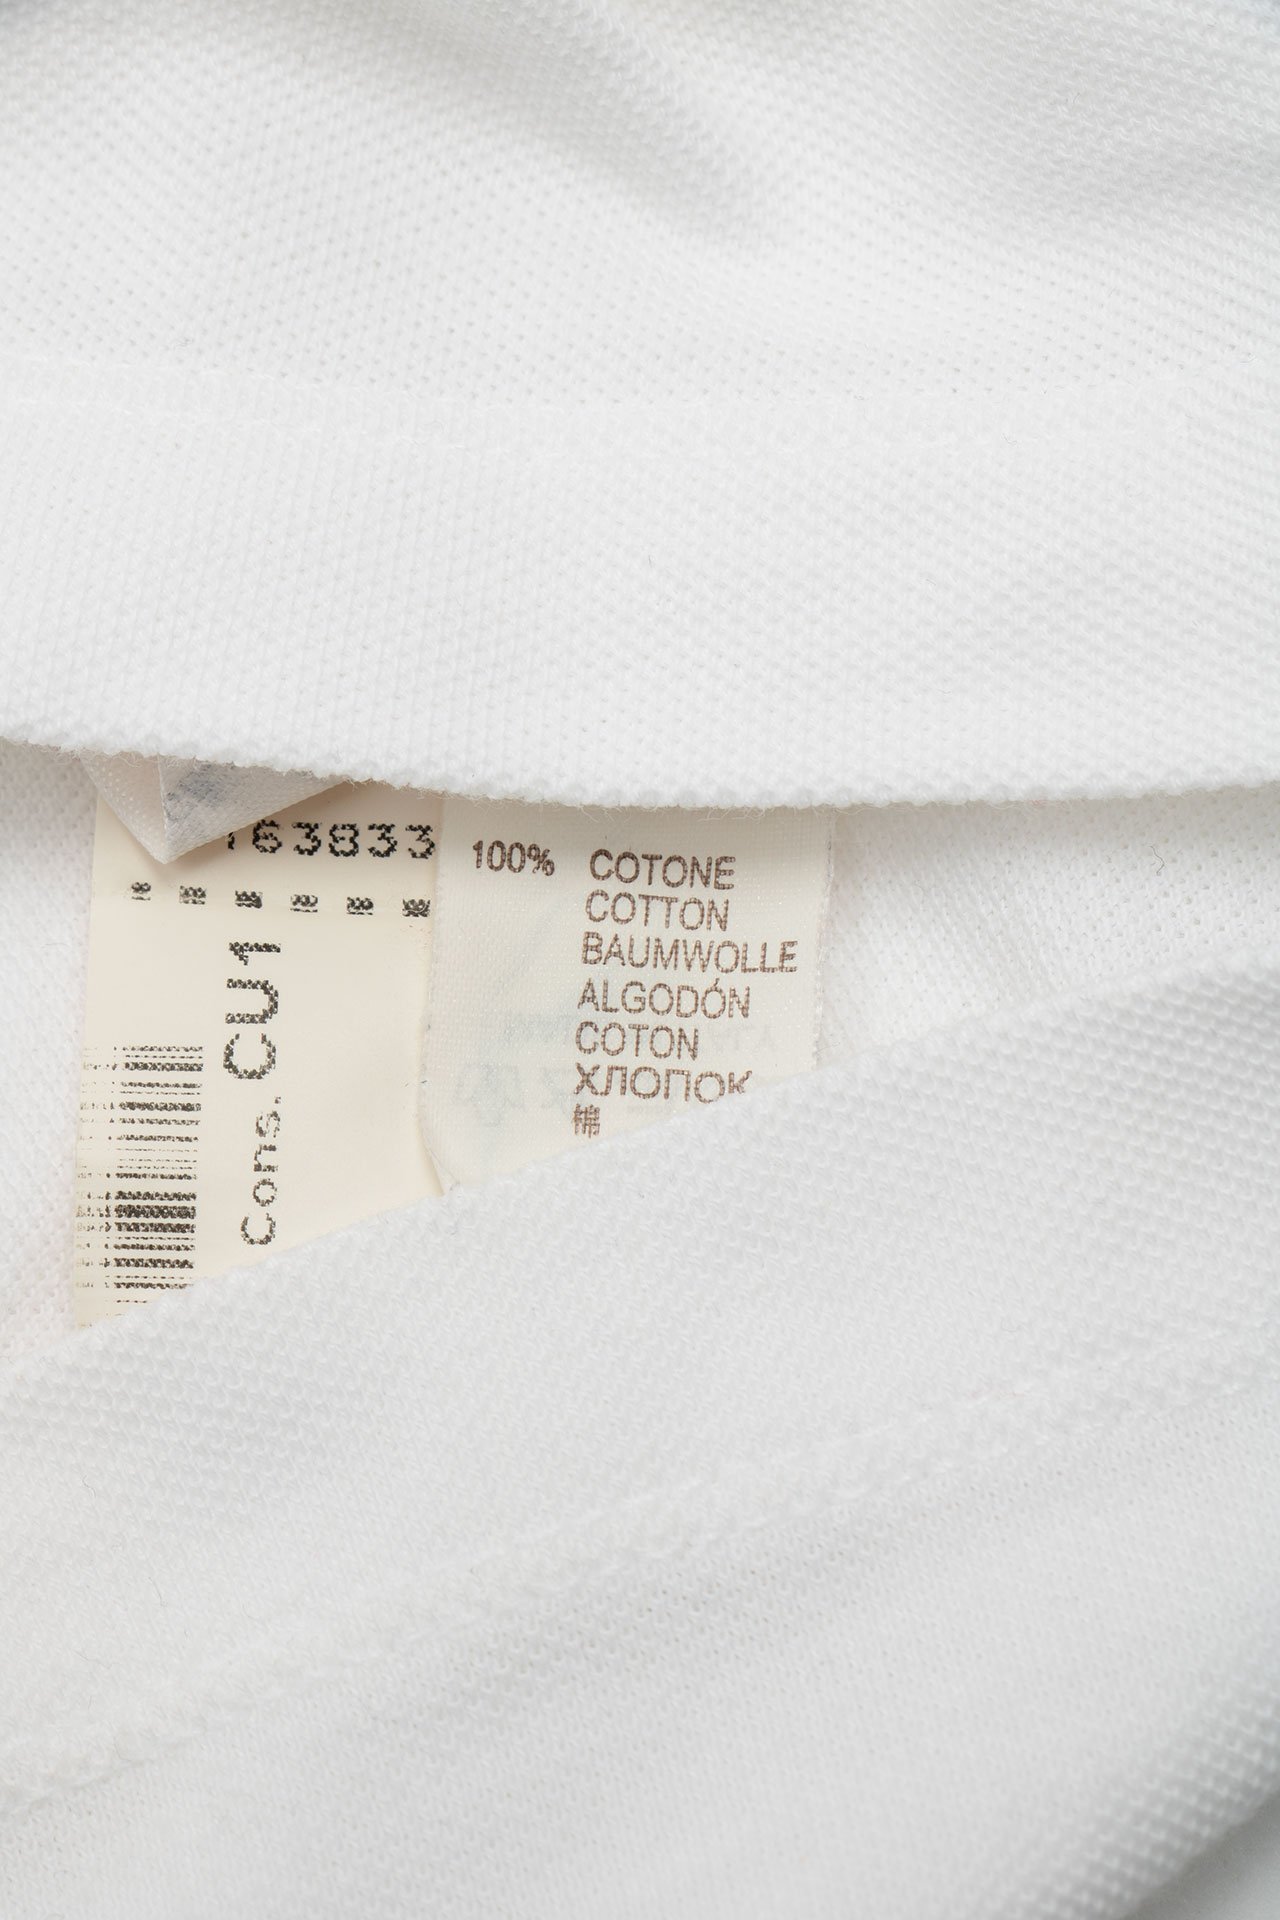 163833
Cons. CU1
100% COTONE
COTTON
BAUMWOLLE
ALGODÓN
COTON
ХЛОПОК
棉